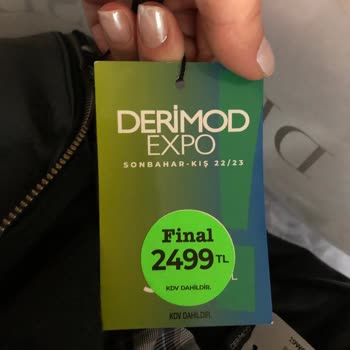 DERİMOD
EXPO
SONBAHAR-KIŞ 22/23
Final
2499 TL
KDV DAHİLDİR.
L
KDV DAHİLDİR.